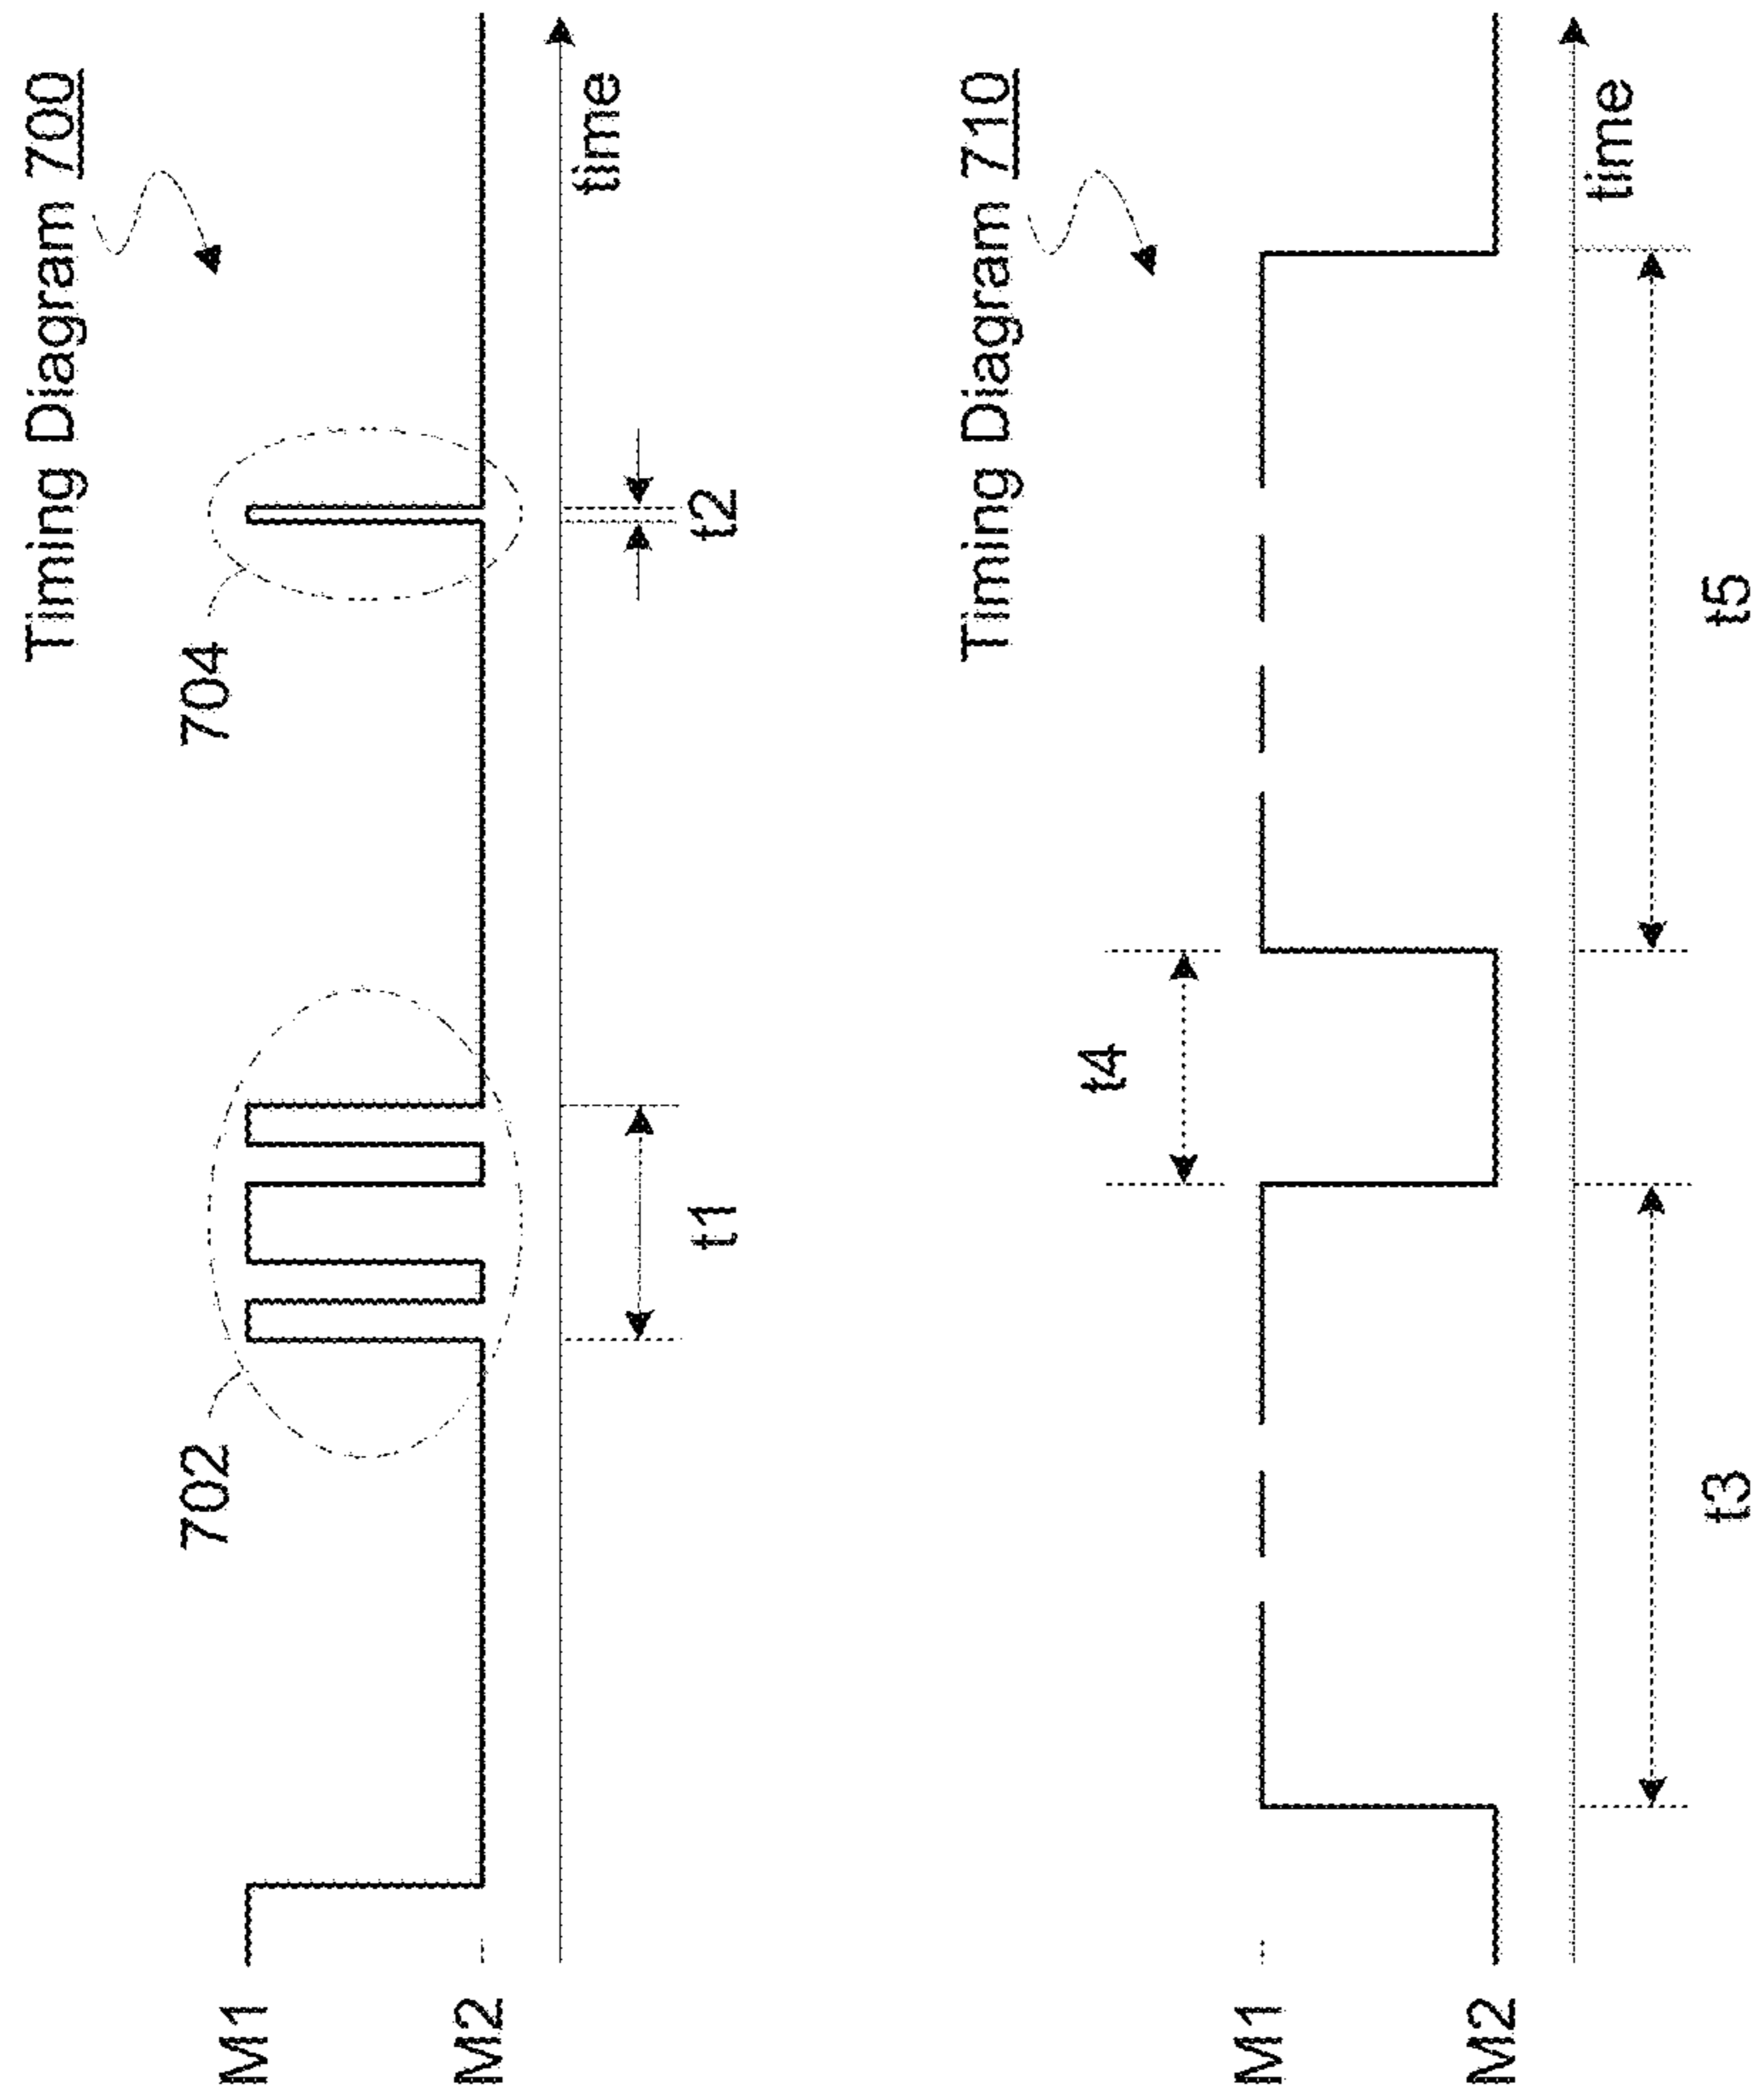 Timing Diagram 700
702
704
M1
M2
time
t1
t2
Timing Diagram 710
t4
M1
M2
time
t3
t5